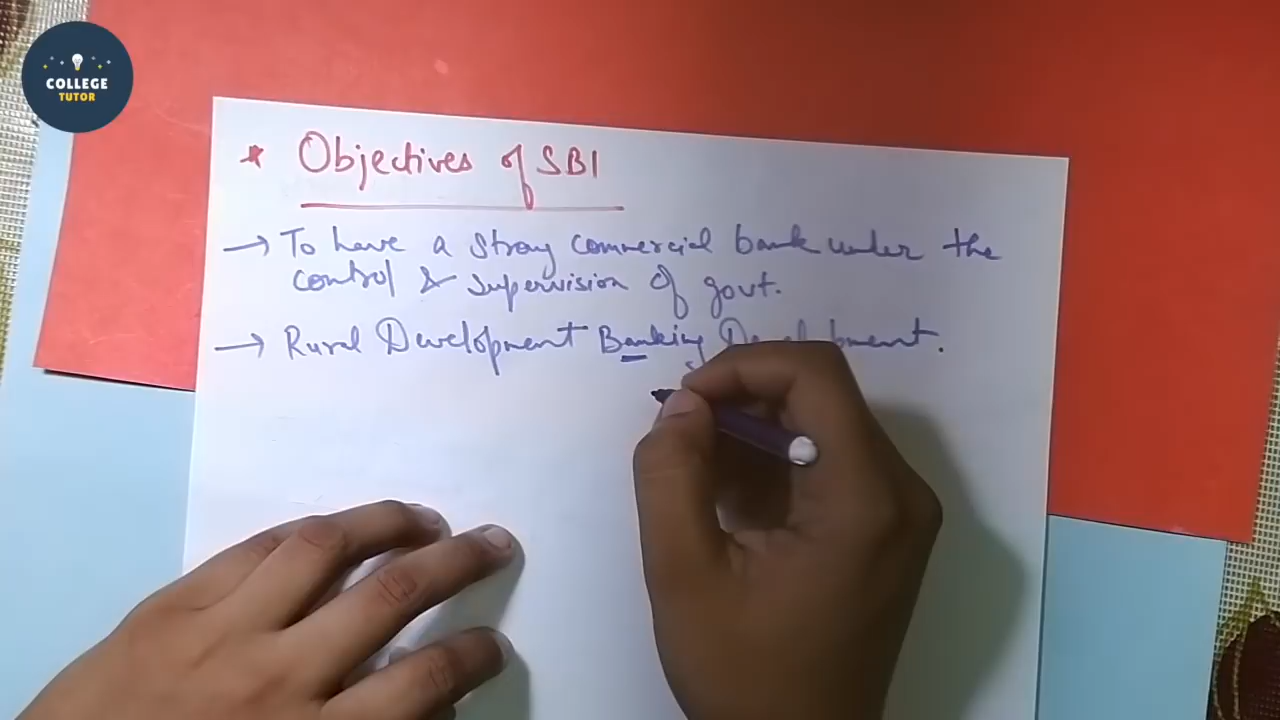 COLLEGE
TUTOR
* Objectives of SBI
→ To have a strong commercial bank under the
control & supervision of govt.
→ Rural Development Banking Development.